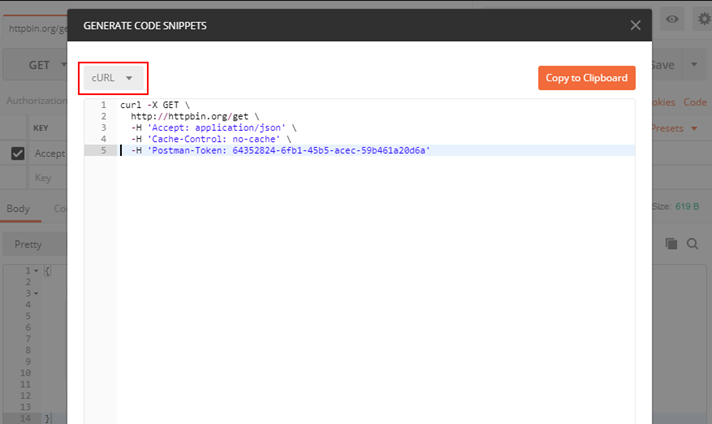 GENERATE CODE SNIPPETS
httpbin.org/ge
GET
Save
cURL
Copy to Clipboard
Authorization
Cookies Code
KEY
Presets
Accept
Key
1 curl -X GET \
2 http://httpbin.org/get \
3 -H 'Accept: application/json' \
4 -H 'Cache-Control: no-cache' \
5 -H 'Postman-Token: 64352824-6fb1-45b5-acec-59b461a20d6a'
Body Co
Size: 619 B
Pretty
1 {
2
3
4
5
6
7
8
9
10
11
12
13
14 }